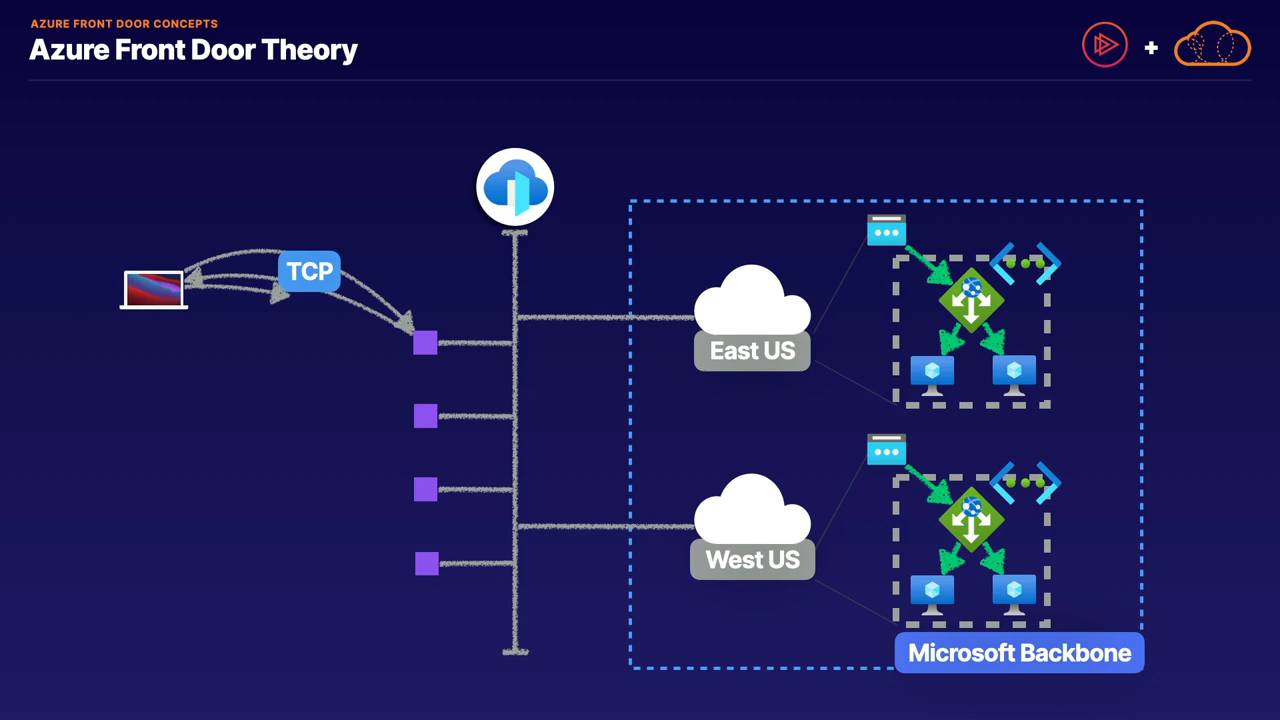 AZURE FRONT DOOR CONCEPTS
Azure Front Door Theory
TCP
East US
West US
Microsoft Backbone